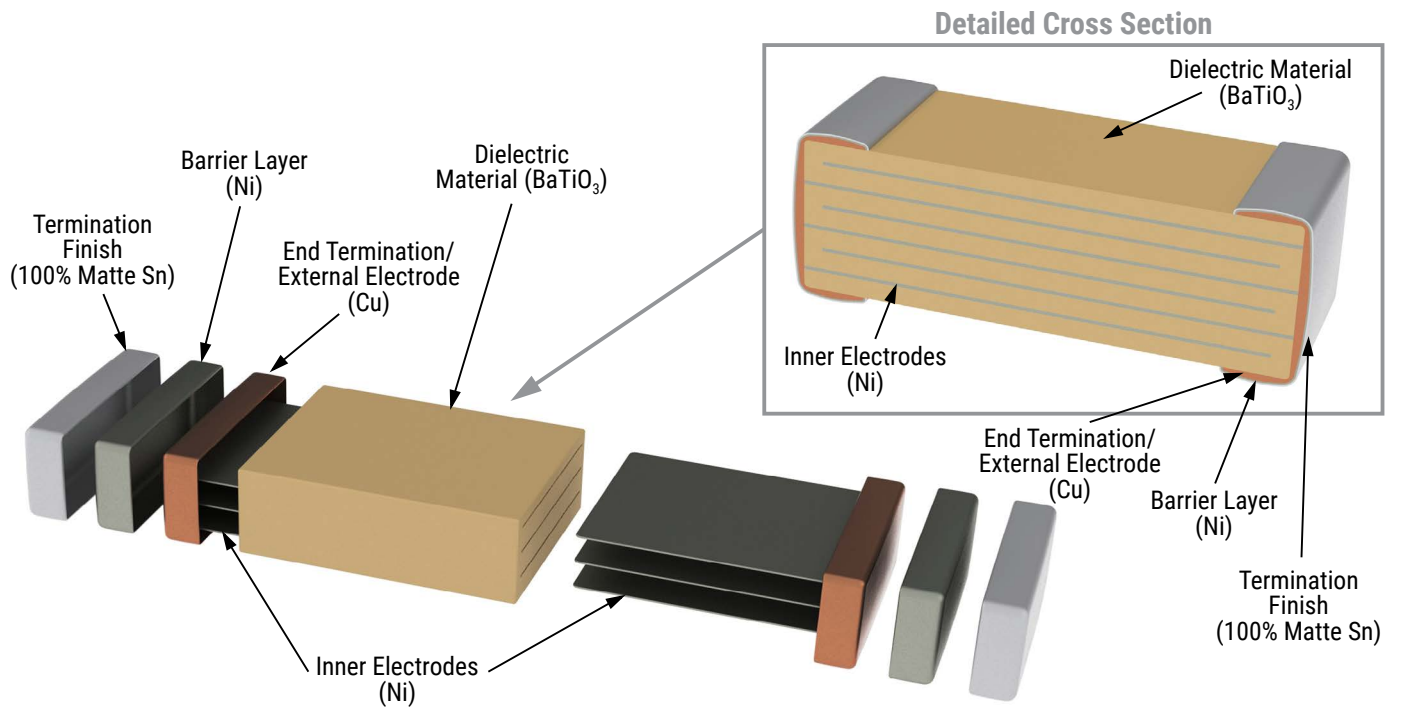 Detailed Cross Section
Dielectric Material
(BaTiO₃)
Inner Electrodes
(Ni)
End Termination/
External Electrode
(Cu)
Barrier Layer
(Ni)
Termination
Finish
(100% Matte Sn)
Dielectric
Material (BaTiO₃)
Barrier Layer
(Ni)
Termination
Finish
(100% Matte Sn)
End Termination/
External Electrode
(Cu)
Inner Electrodes
(Ni)